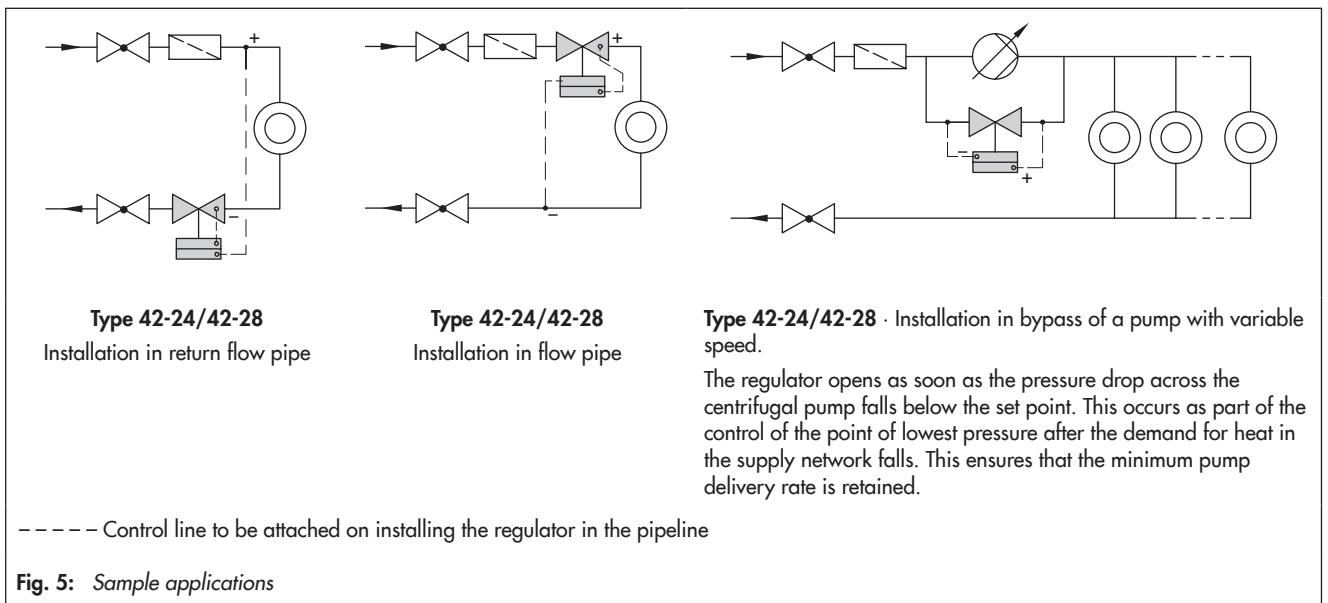 +
−
+
−
−
+
Type 42-24/42-28
Installation in return flow pipe
Type 42-24/42-28
Installation in flow pipe
Type 42-24/42-28 · Installation in bypass of a pump with variable
speed.
The regulator opens as soon as the pressure drop across the
centrifugal pump falls below the set point. This occurs as part of the
control of the point of lowest pressure after the demand for heat in
the supply network falls. This ensures that the minimum pump
delivery rate is retained.
– – – – – Control line to be attached on installing the regulator in the pipeline
Fig. 5: Sample applications